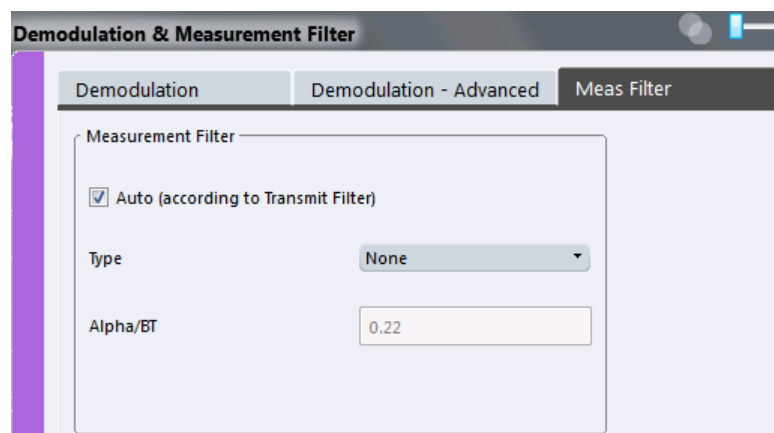 Demodulation & Measurement Filter
Demodulation
Demodulation - Advanced
Meas Filter
Measurement Filter
Auto (according to Transmit Filter)
Type
None
Alpha/BT
0.22